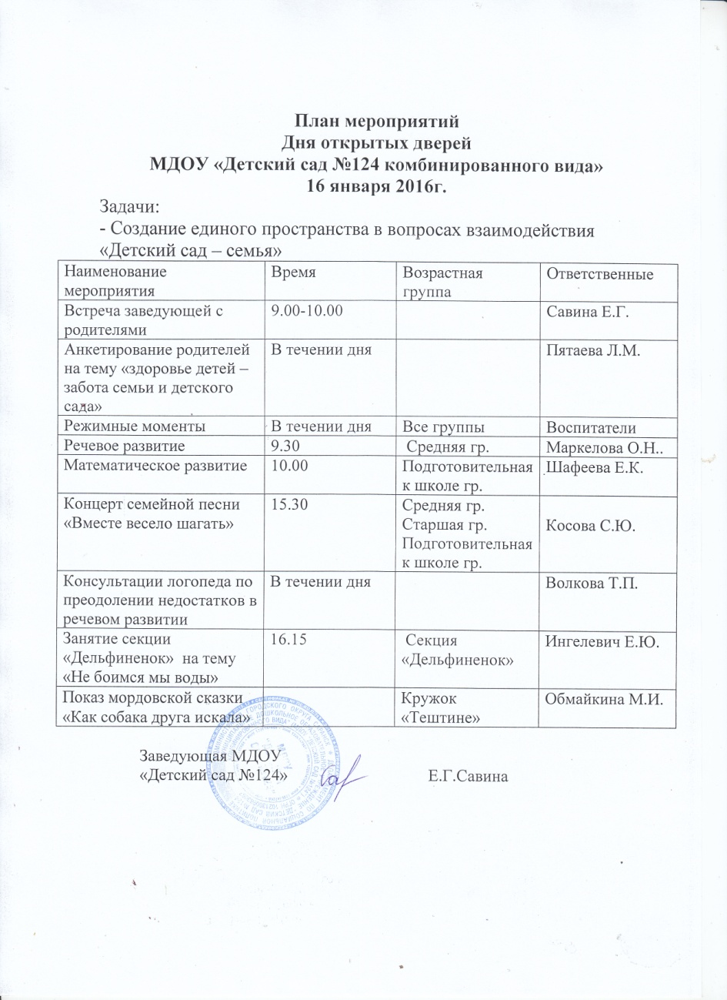 План мероприятий
Дня открытых дверей
МДОУ «Детский сад №124 комбинированного вида»
16 января 2016г.
Задачи:
- Создание единого пространства в вопросах взаимодействия
«Детский сад – семья»
Наименование мероприятия Время Возрастная группа Ответственные
Встреча заведующей с родителями 9.00-10.00 Савина Е.Г.
Анкетирование родителей на тему «здоровье детей – забота семьи и детского сада» В течении дня Пятаева Л.М.
Режимные моменты В течении дня Все группы Воспитатели
Речевое развитие 9.30 Средняя гр. Маркелова О.Н..
Математическое развитие 10.00 Подготовительная к школе гр. Шафеева Е.К.
Концерт семейной песни «Вместе весело шагать» 15.30 Средняя гр. Старшая гр. Подготовительная к школе гр. Косова С.Ю.
Консультации логопеда по преодолении недостатков в речевом развитии В течении дня Волкова Т.П.
Занятие секции «Дельфиненок» на тему «Не боимся мы воды» 16.15 Секция «Дельфиненок» Ингелевич Е.Ю.
Показ мордовской сказки «Как собака друга искала» Кружок «Тештине» Обмайкина М.И.
Заведующая МДОУ
«Детский сад №124» Е.Г.Савина